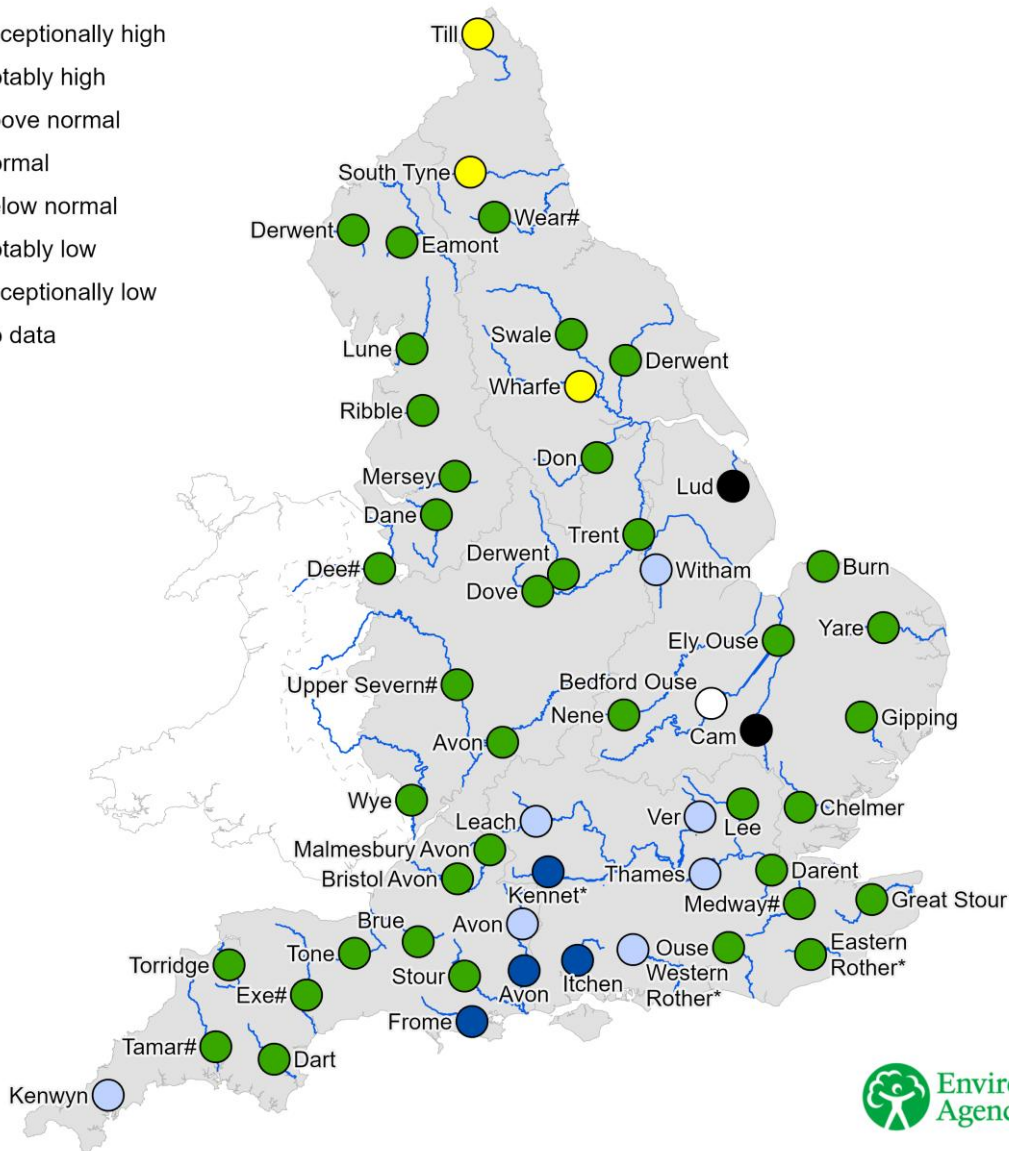 ceptionally high
tably high
ove normal
ormal
elow normal
tably low
ceptionally low
o data
Till
South Tyne
Wear#
Derwent
Eamont
Lune
Swale
Derwent
Wharfe
Ribble
Don
Mersey
Lud
Dane
Trent
Derwent
Witham
Burn
Dee#
Dove
Yare
Ely Ouse
Bedford Ouse
Upper Severn#
Nene
Gipping
Cam
Avon
Wye
Leach
Ver
Lee
Chelmer
Malmesbury Avon
Thames
Darent
Bristol Avon
Kennet*
Medway#
Great Stour
Brue
Avon
Tone
Ouse
Eastern
Rother*
Torridge
Stour
Avon
Itchen
Western
Rother*
Exe#
Frome
Tamar#
Dart
Kenwyn
Enviro
Agenc